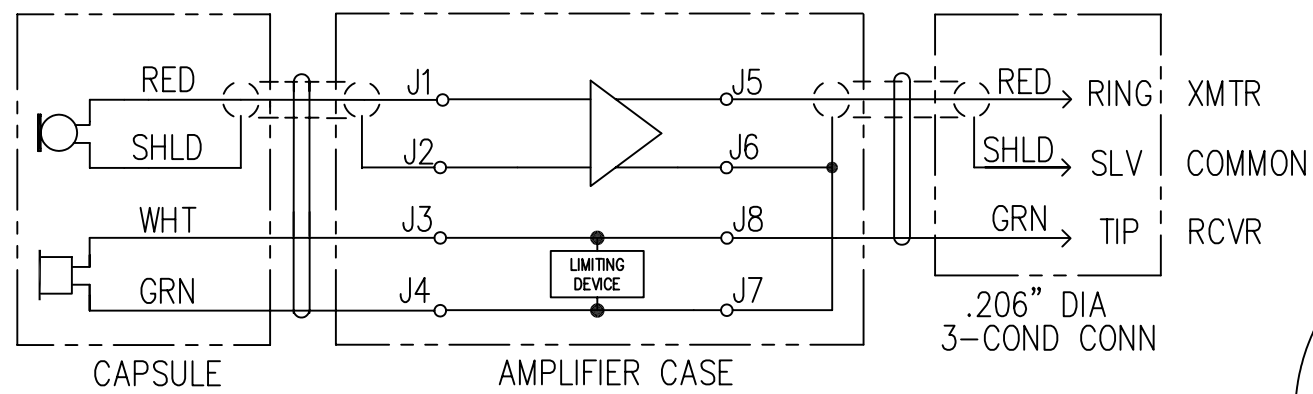 RED J1 J5 RED RING XMTR
SHLD J2 J6 SHLD SLV COMMON
WHT J3 J8 GRN TIP RCVR
LIMITING
DEVICE
GRN J4 J7
.206" DIA
3-COND CONN
CAPSULE AMPLIFIER CASE